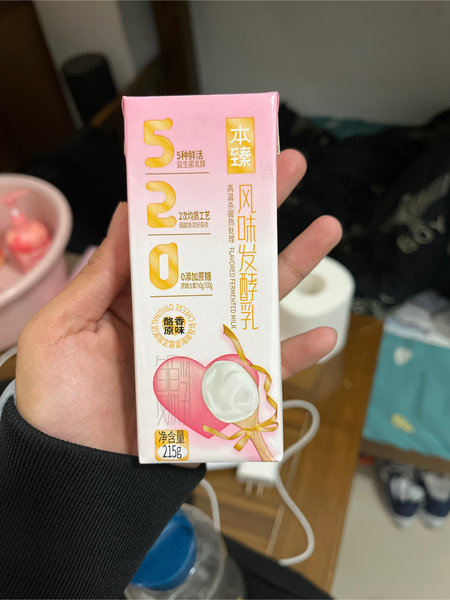 本臻
风味发酵乳
高温杀菌热处理
FLAVORED FERMENTED MILK
5
5种鲜活
益生菌发酵
2
2次均质工艺
0
0添加蔗糖
酪香
原味
净含量
215g
BOY